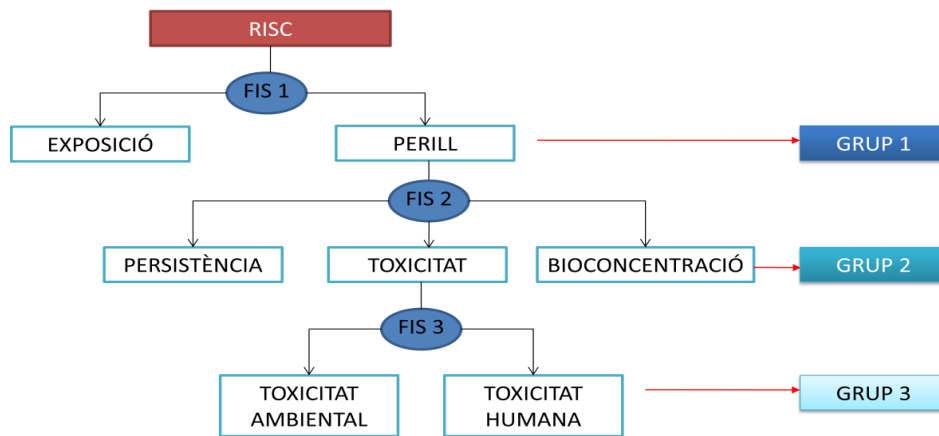 RISC
FIS 1
EXPOSICIÓ
PERILL
GRUP 1
FIS 2
PERSISTÈNCIA
TOXICITAT
BIOCONCENTRACIÓ
GRUP 2
FIS 3
TOXICITAT
AMBIENTAL
TOXICITAT
HUMANA
GRUP 3